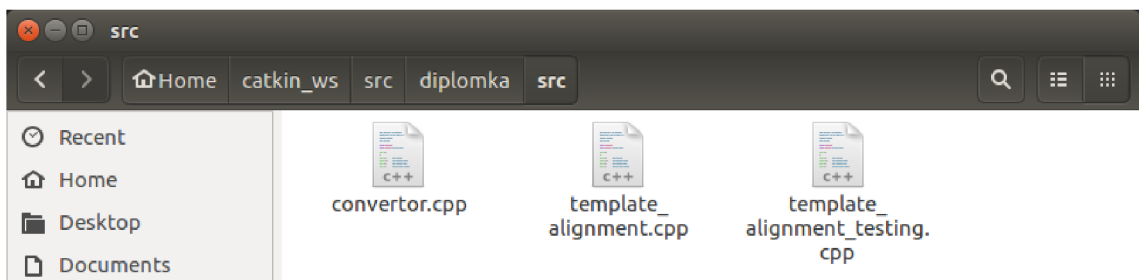 src
Home catkin_ws src diplomka src
Recent
Home
Desktop
Documents
C++ C++ C++
convertor.cpp template_ template_
alignment.cpp alignment_testing.
cpp